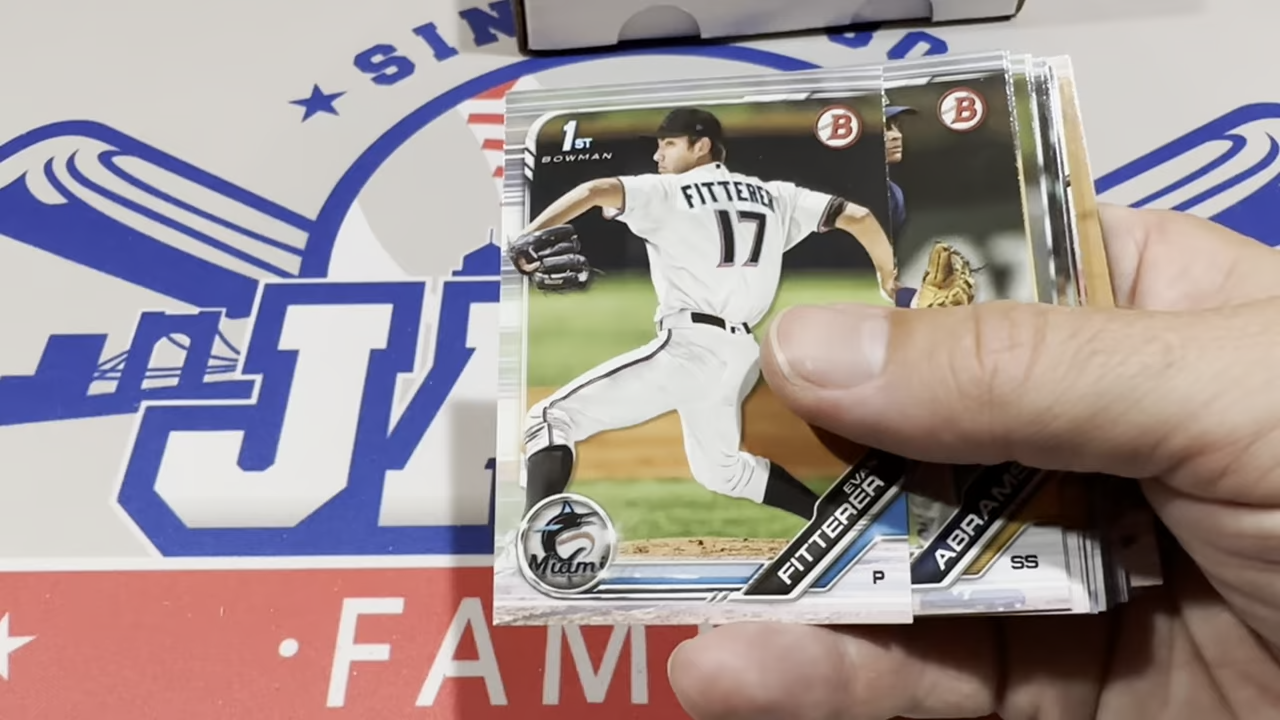 SIN
1ST
BOWMAN
B
B
FITTERER
17
Miami
EVAN
FITTERER
P
ABRAMS
SS
J
FAM